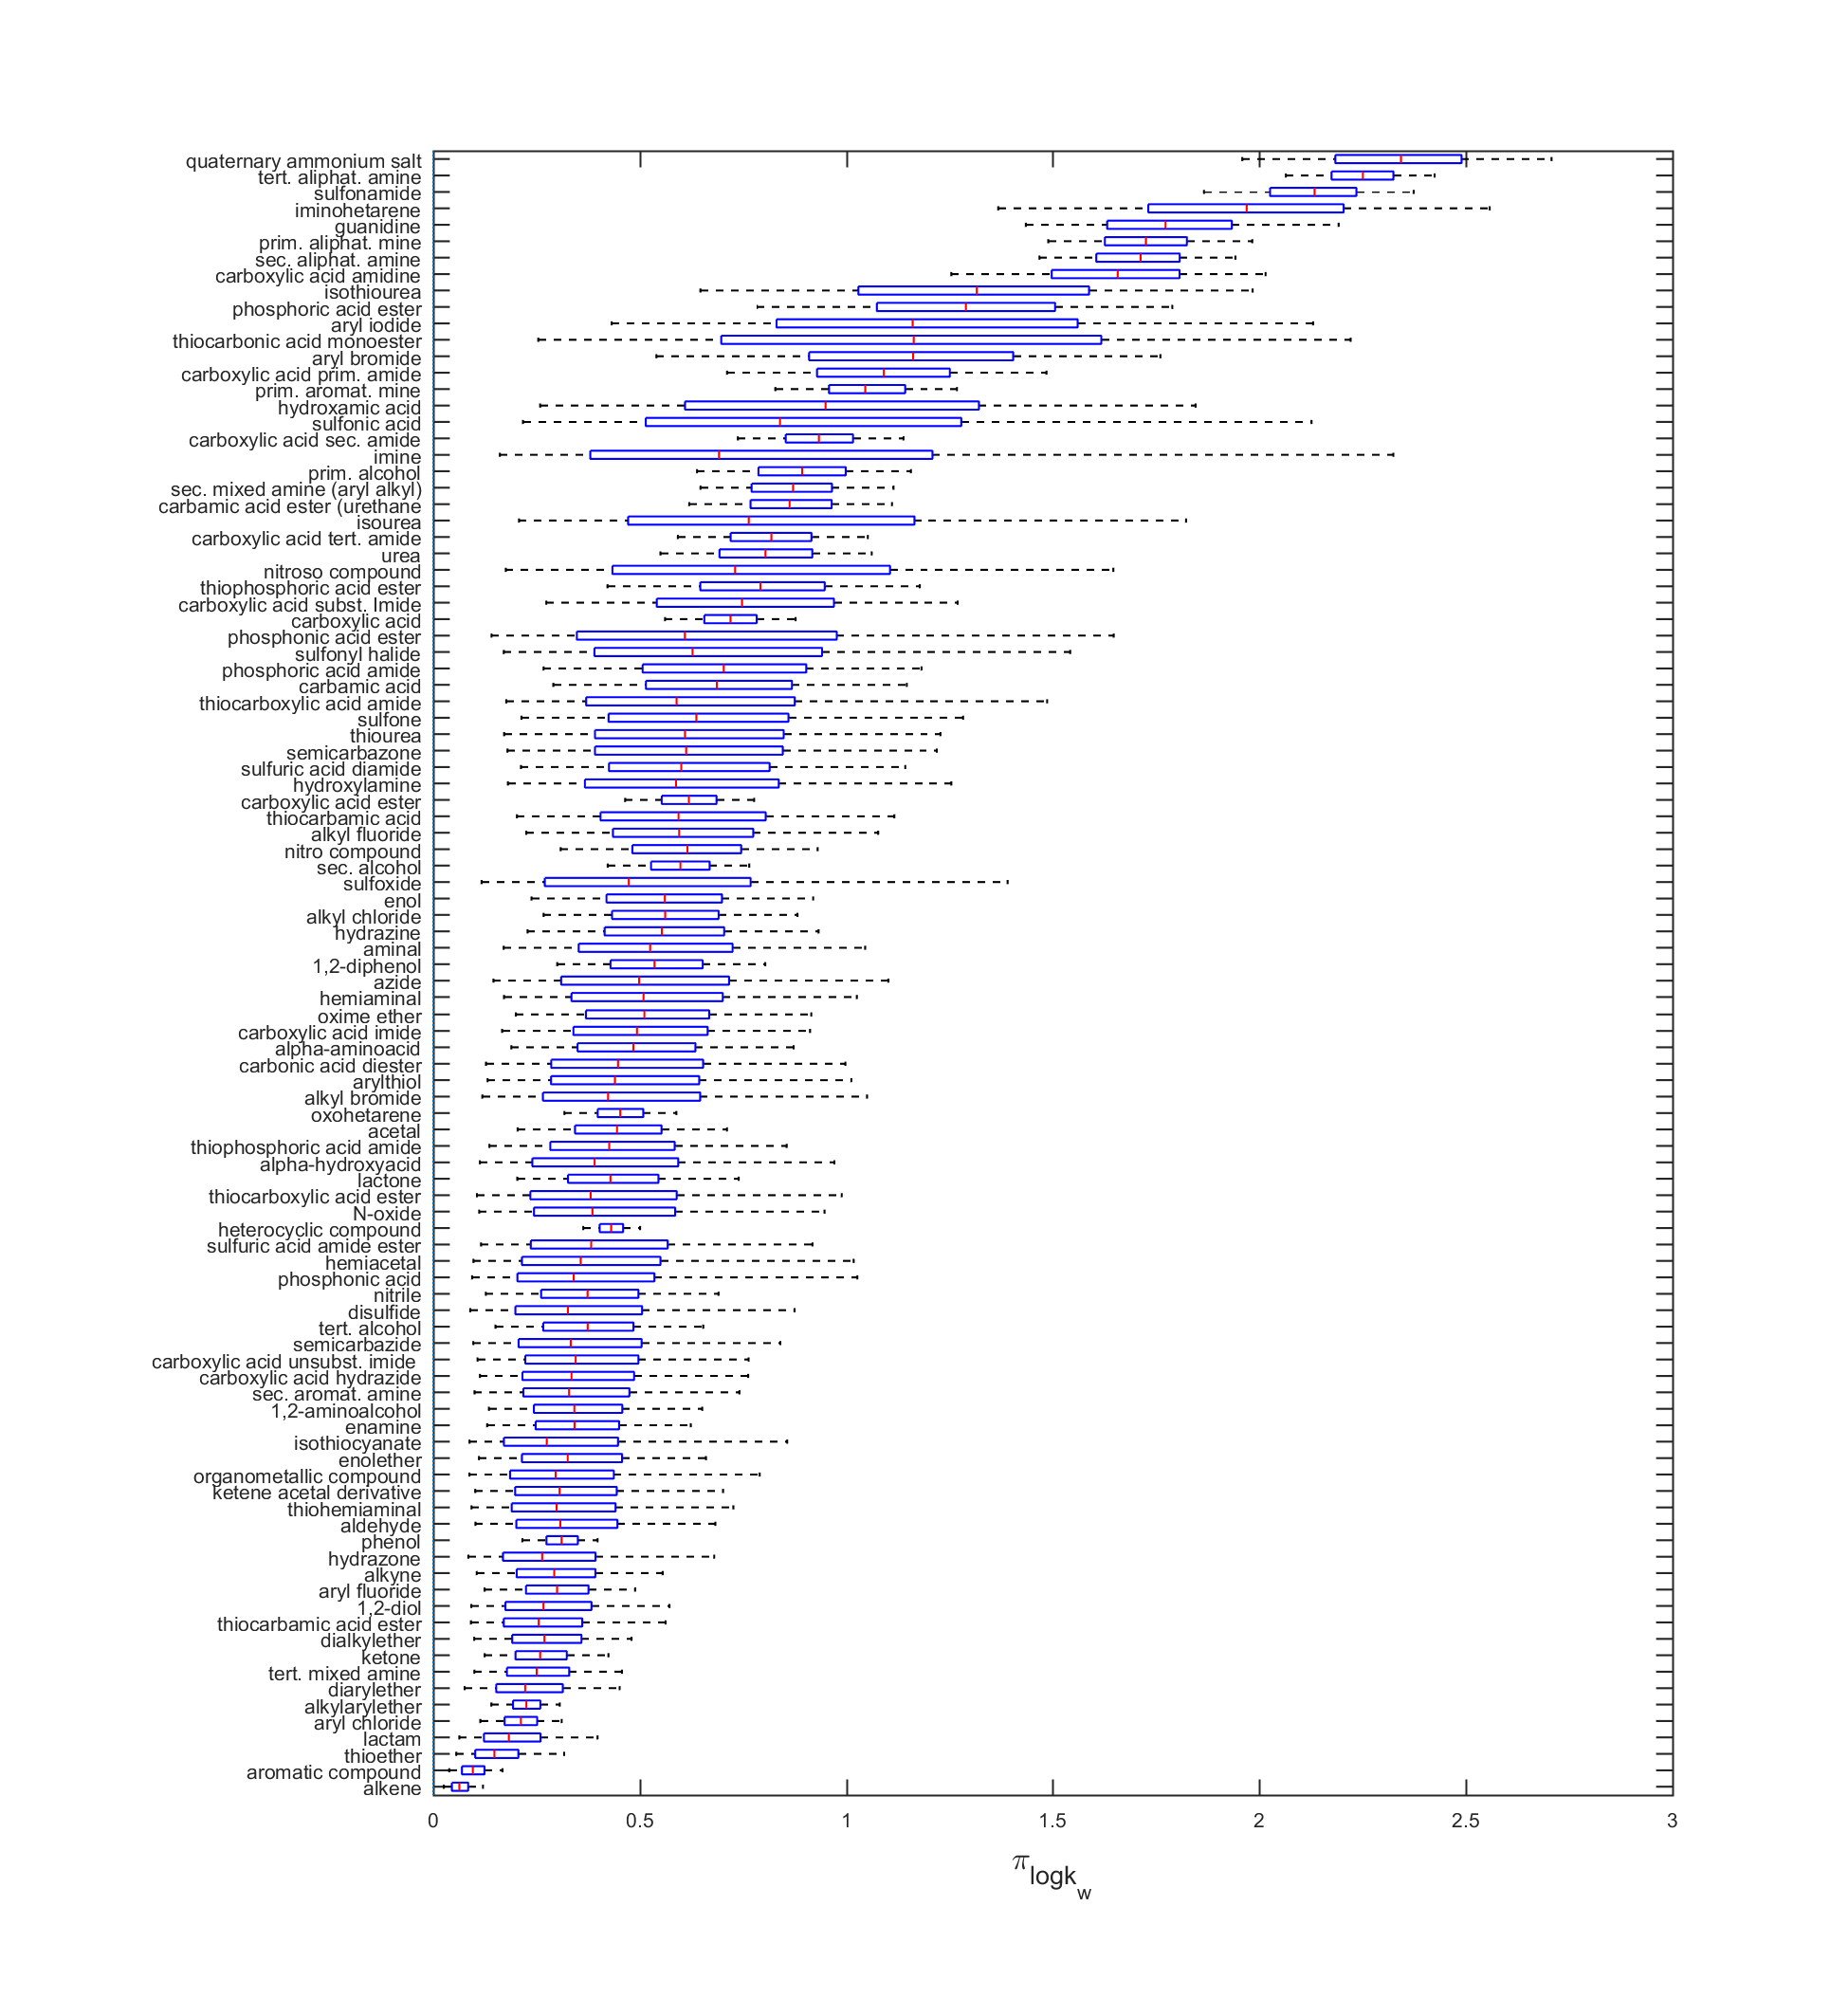 quaternary ammonium salt
tert. aliphat. amine
sulfonamide
iminohetarene
guanidine
prim. aliphat. mine
sec. aliphat. amine
carboxylic acid amidine
isothiourea
phosphoric acid ester
aryl iodide
thiocarbonic acid monoester
aryl bromide
carboxylic acid prim. amide
prim. aromat. mine
hydroxamic acid
sulfonic acid
carboxylic acid sec. amide
imine
prim. alcohol
sec. mixed amine (aryl alkyl)
carbamic acid ester (urethane
isourea
carboxylic acid tert. amide
urea
nitroso compound
thiophosphoric acid ester
carboxylic acid subst. Imide
carboxylic acid
phosphonic acid ester
sulfonyl halide
phosphoric acid amide
carbamic acid
thiocarboxylic acid amide
sulfone
thiourea
semicarbazone
sulfuric acid diamide
hydroxylamine
carboxylic acid ester
thiocarbamic acid
alkyl fluoride
nitro compound
sec. alcohol
sulfoxide
enol
alkyl chloride
hydrazine
aminal
1,2-diphenol
azide
hemiaminal
oxime ether
carboxylic acid imide
alpha-aminoacid
carbonic acid diester
arylthiol
alkyl bromide
oxohetarene
acetal
thiophosphoric acid amide
alpha-hydroxyacid
lactone
thiocarboxylic acid ester
N-oxide
heterocyclic compound
sulfuric acid amide ester
hemiacetal
phosphonic acid
nitrile
disulfide
tert. alcohol
semicarbazide
carboxylic acid unsubst. imide
carboxylic acid hydrazide
sec. aromat. amine
1,2-aminoalcohol
enamine
isothiocyanate
enolether
organometallic compound
ketene acetal derivative
thiohemiaminal
aldehyde
phenol
hydrazone
alkyne
aryl fluoride
1,2-diol
thiocarbamic acid ester
dialkylether
ketone
tert. mixed amine
diarylether
alkylarylether
aryl chloride
lactam
thioether
aromatic compound
alkene
0 0.5 1 1.5 2 2.5 3
π logk w